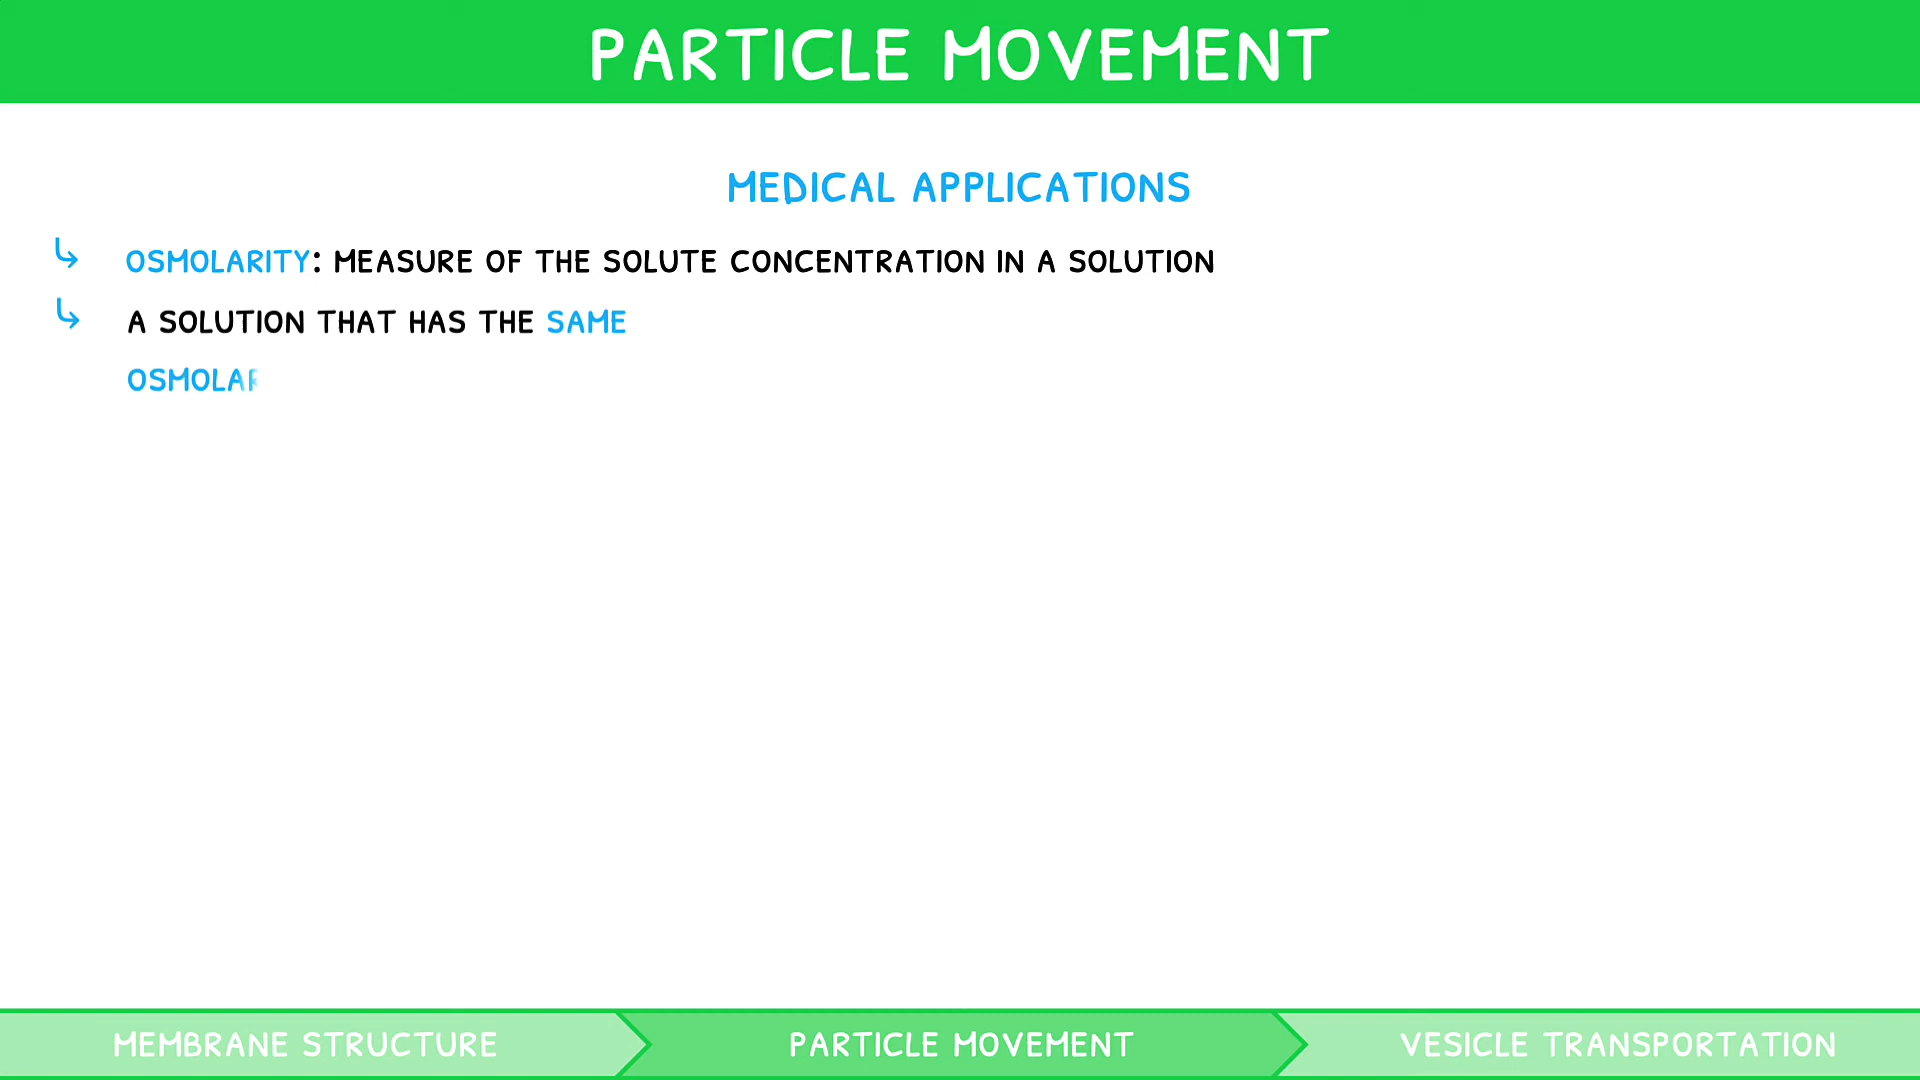 PARTICLE MOVEMENT
MEDICAL APPLICATIONS
OSMOLARITY: MEASURE OF THE SOLUTE CONCENTRATION IN A SOLUTION
A SOLUTION THAT HAS THE SAME
OSMOLAR
MEMBRANE STRUCTURE
PARTICLE MOVEMENT
VESICLE TRANSPORTATION